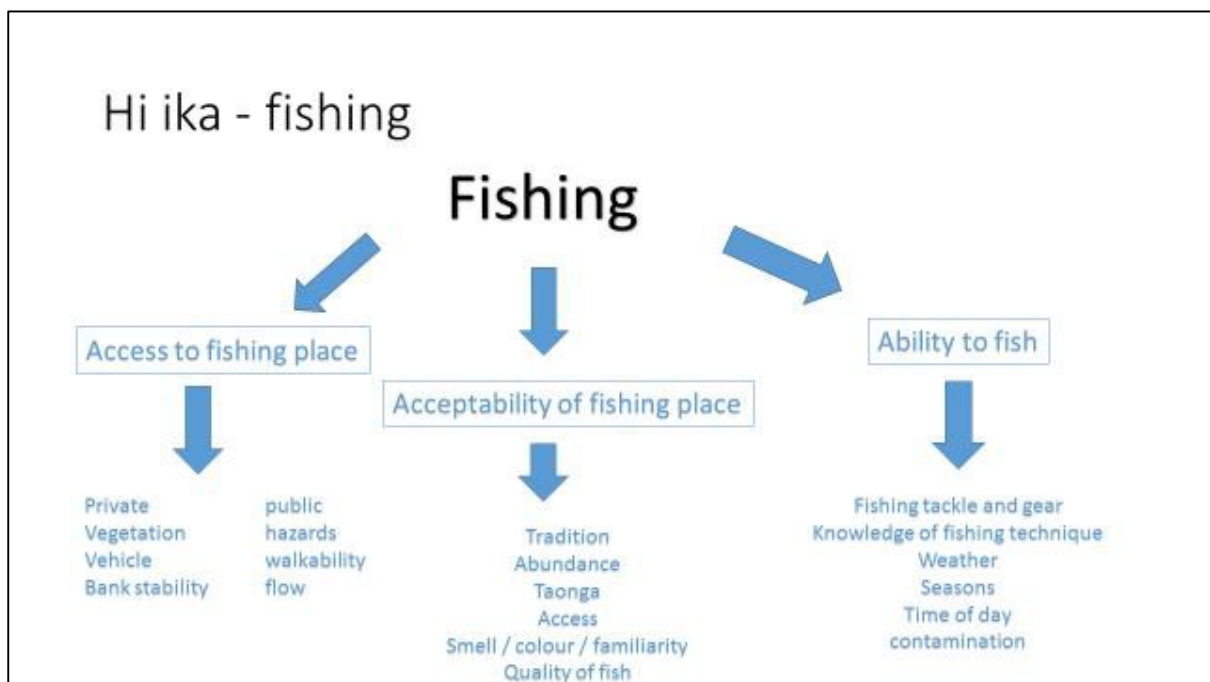 Hi ika - fishing
Fishing
Access to fishing place
Private public
Vegetation hazards
Vehicle walkability
Bank stability flow
Acceptability of fishing place
Tradition
Abundance
Taonga
Access
Smell / colour / familiarity
Quality of fish
Ability to fish
Fishing tackle and gear
Knowledge of fishing technique
Weather
Seasons
Time of day
contamination